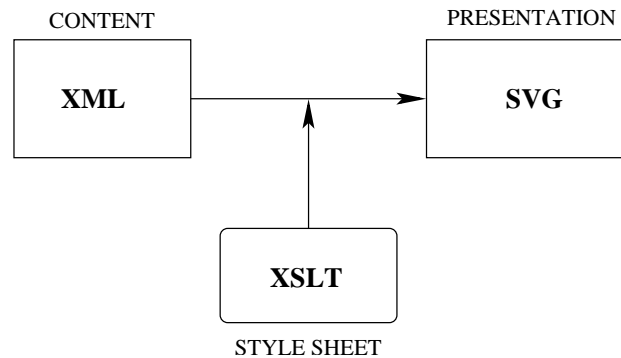 CONTENT
PRESENTATION
XML
SVG
XSLT
STYLE SHEET